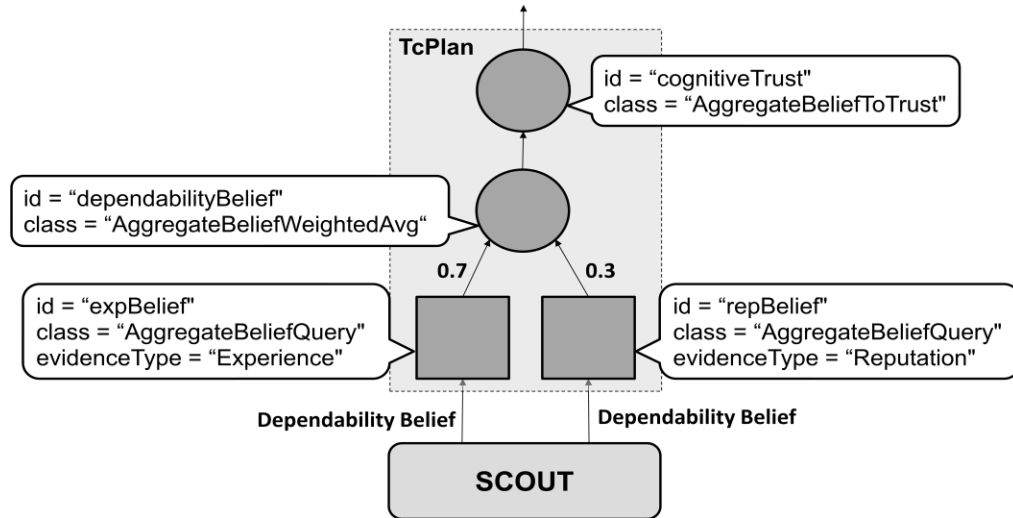 TcPlan
id = “cognitiveTrust"
class = “AggregateBeliefToTrust"
id = “dependabilityBelief"
class = “AggregateBeliefWeightedAvg“
0.7
0.3
id = “expBelief"
class = “AggregateBeliefQuery"
evidenceType = “Experience"
id = “repBelief"
class = “AggregateBeliefQuery"
evidenceType = “Reputation"
Dependability Belief
Dependability Belief
SCOUT